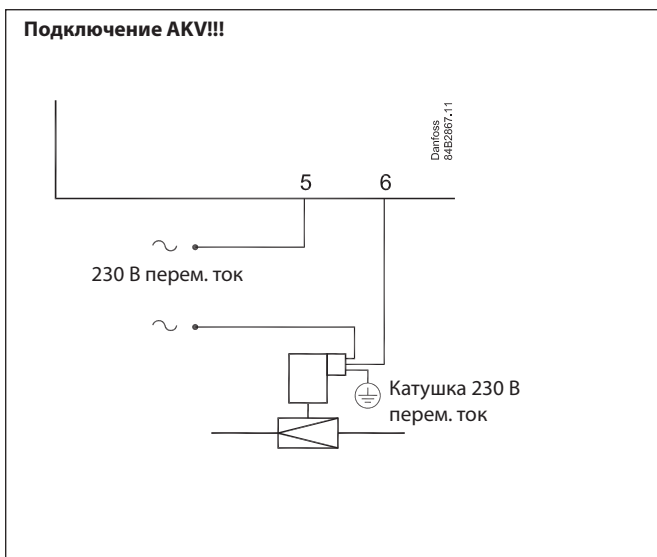 Подключение AKV!!!
Danfoss
84B2867.11
5 6
230 В перем. ток
Катушка 230 В
перем. ток